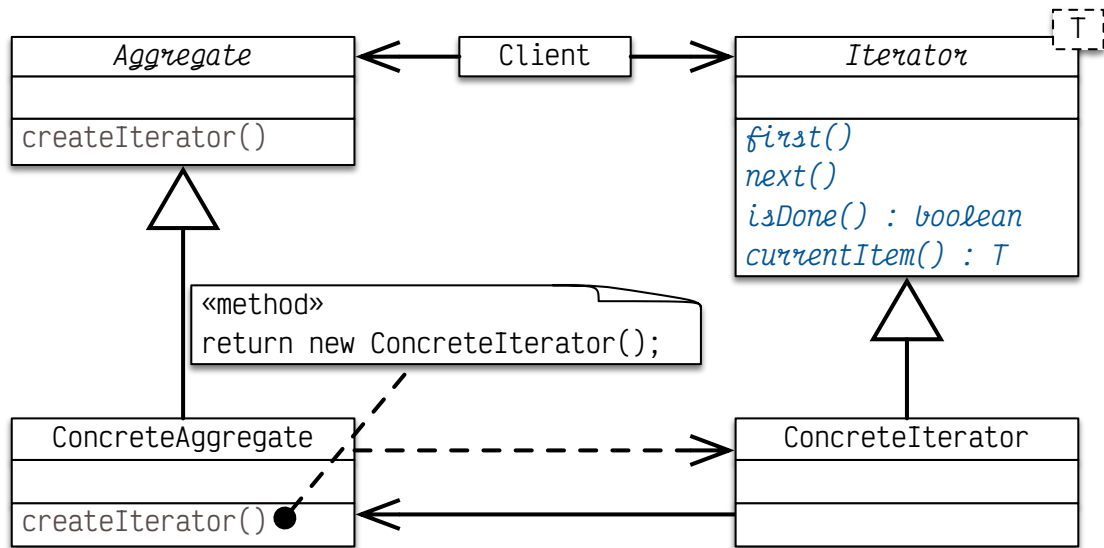 T
Aggregate
Client
Iterator
createIterator()
first()
next()
isDone() : boolean
currentItem() : T
«method»
return new ConcreteIterator();
ConcreteAggregate
ConcreteIterator
createIterator()